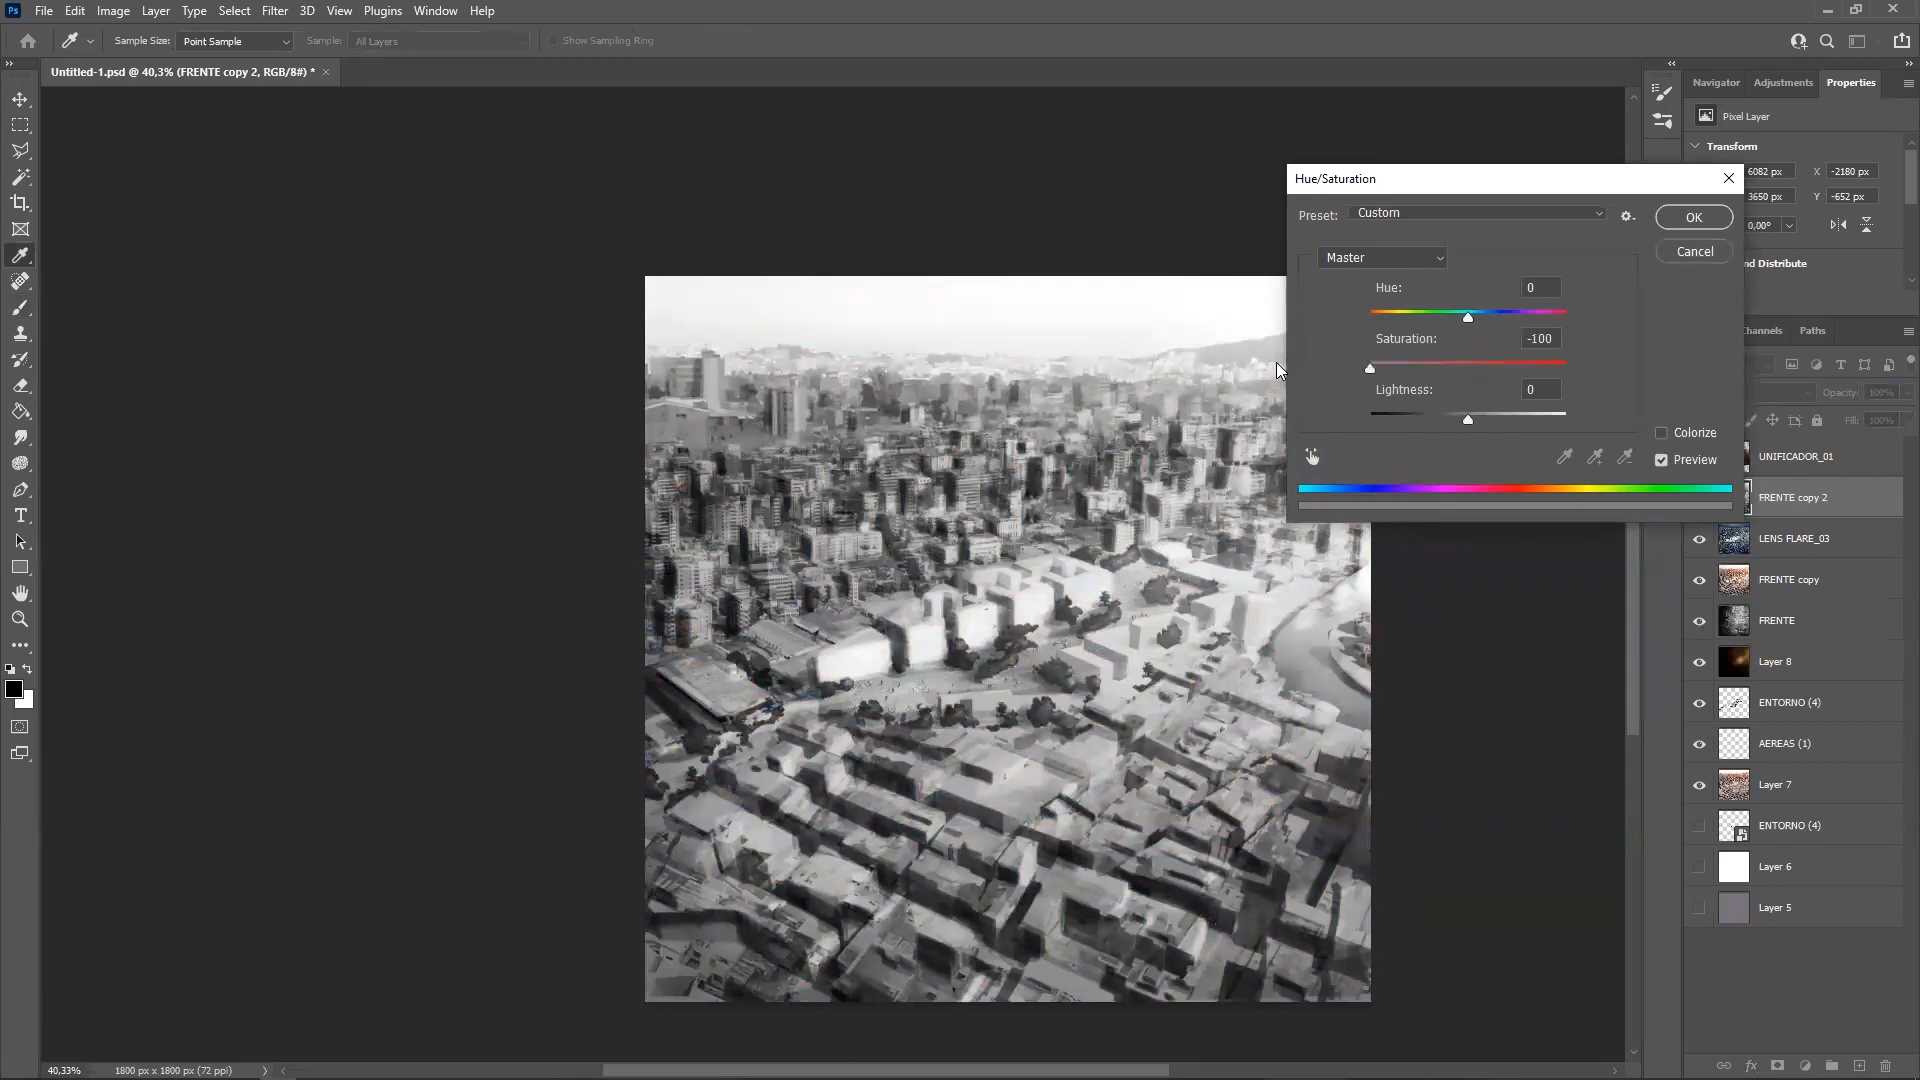 Ps File Edit Image Layer Type Select Filter 3D View Plugins Window Help
Sample Size: Point Sample Sample: All Layers Show Sampling Ring
Untitled-1.psd @ 40,3% (FRENTE copy 2, RGB/8#) *
Navigator Adjustments Properties
Pixel Layer
Transform
6082 px X -2180 px
3650 px Y -652 px
0,00°
nd Distribute
Hue/Saturation
Preset: Custom
OK
Cancel
Master
Hue: 0
Saturation: -100
Lightness: 0
Colorize
Preview
hannels Paths
Opacity: 100%
Fill: 100%
UNIFICADOR_01
FRENTE copy 2
LENS FLARE_03
FRENTE copy
FRENTE
Layer 8
ENTORNO (4)
AEREAS (1)
Layer 7
ENTORNO (4)
Layer 6
Layer 5
40,33% 1800 px x 1800 px (72 ppi)